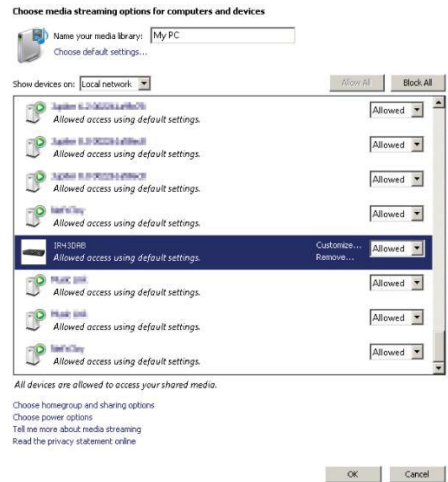 Choose media streaming options for computers and devices
Name your media library: My PC
Choose default settings...
Show devices on: Local network Allow All Block All
Allowed
Allowed access using default settings.
Allowed
Allowed access using default settings.
Allowed
Allowed access using default settings.
Allowed
Allowed access using default settings.
IR430AB Customize... Allowed
Allowed access using default settings. Remove...
Allowed
Allowed access using default settings.
Allowed
Allowed access using default settings.
Allowed
Allowed access using default settings.
All devices are allowed to access your shared media.
Choose homegroup and sharing options
Choose power options
Tell me more about media streaming
Read the privacy statement online
OK Cancel